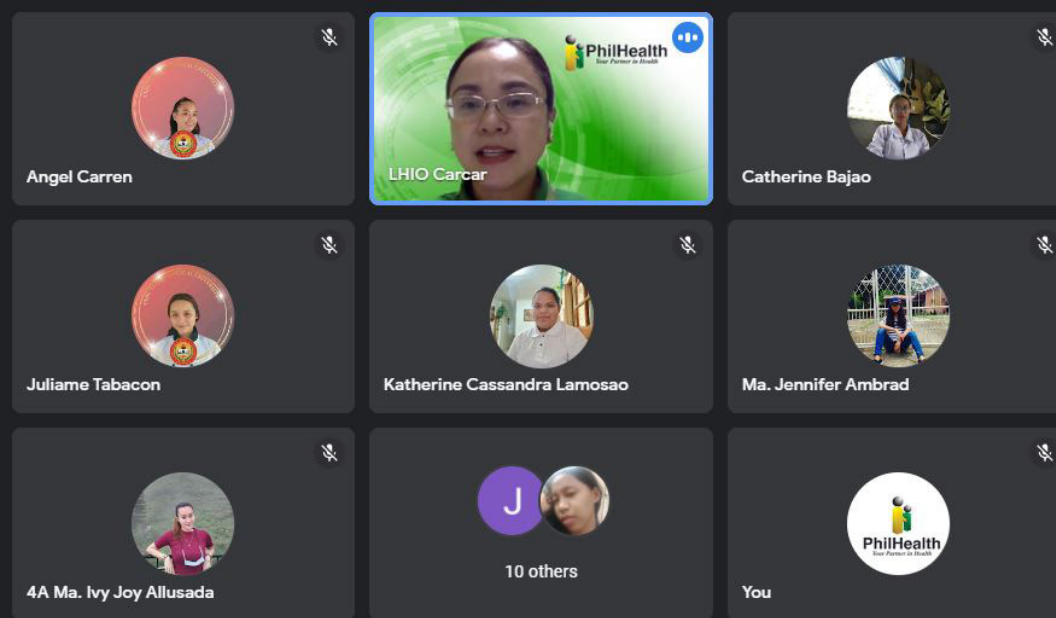 PhilHealth
Your Partner in Health
Angel Carren
LHIO Carcar
Catherine Bajao
Juliame Tabacon
Katherine Cassandra Lamosao
Ma. Jennifer Ambrad
4A Ma. Ivy Joy Allusada
J
10 others
PhilHealth
Your Partner in Health
You